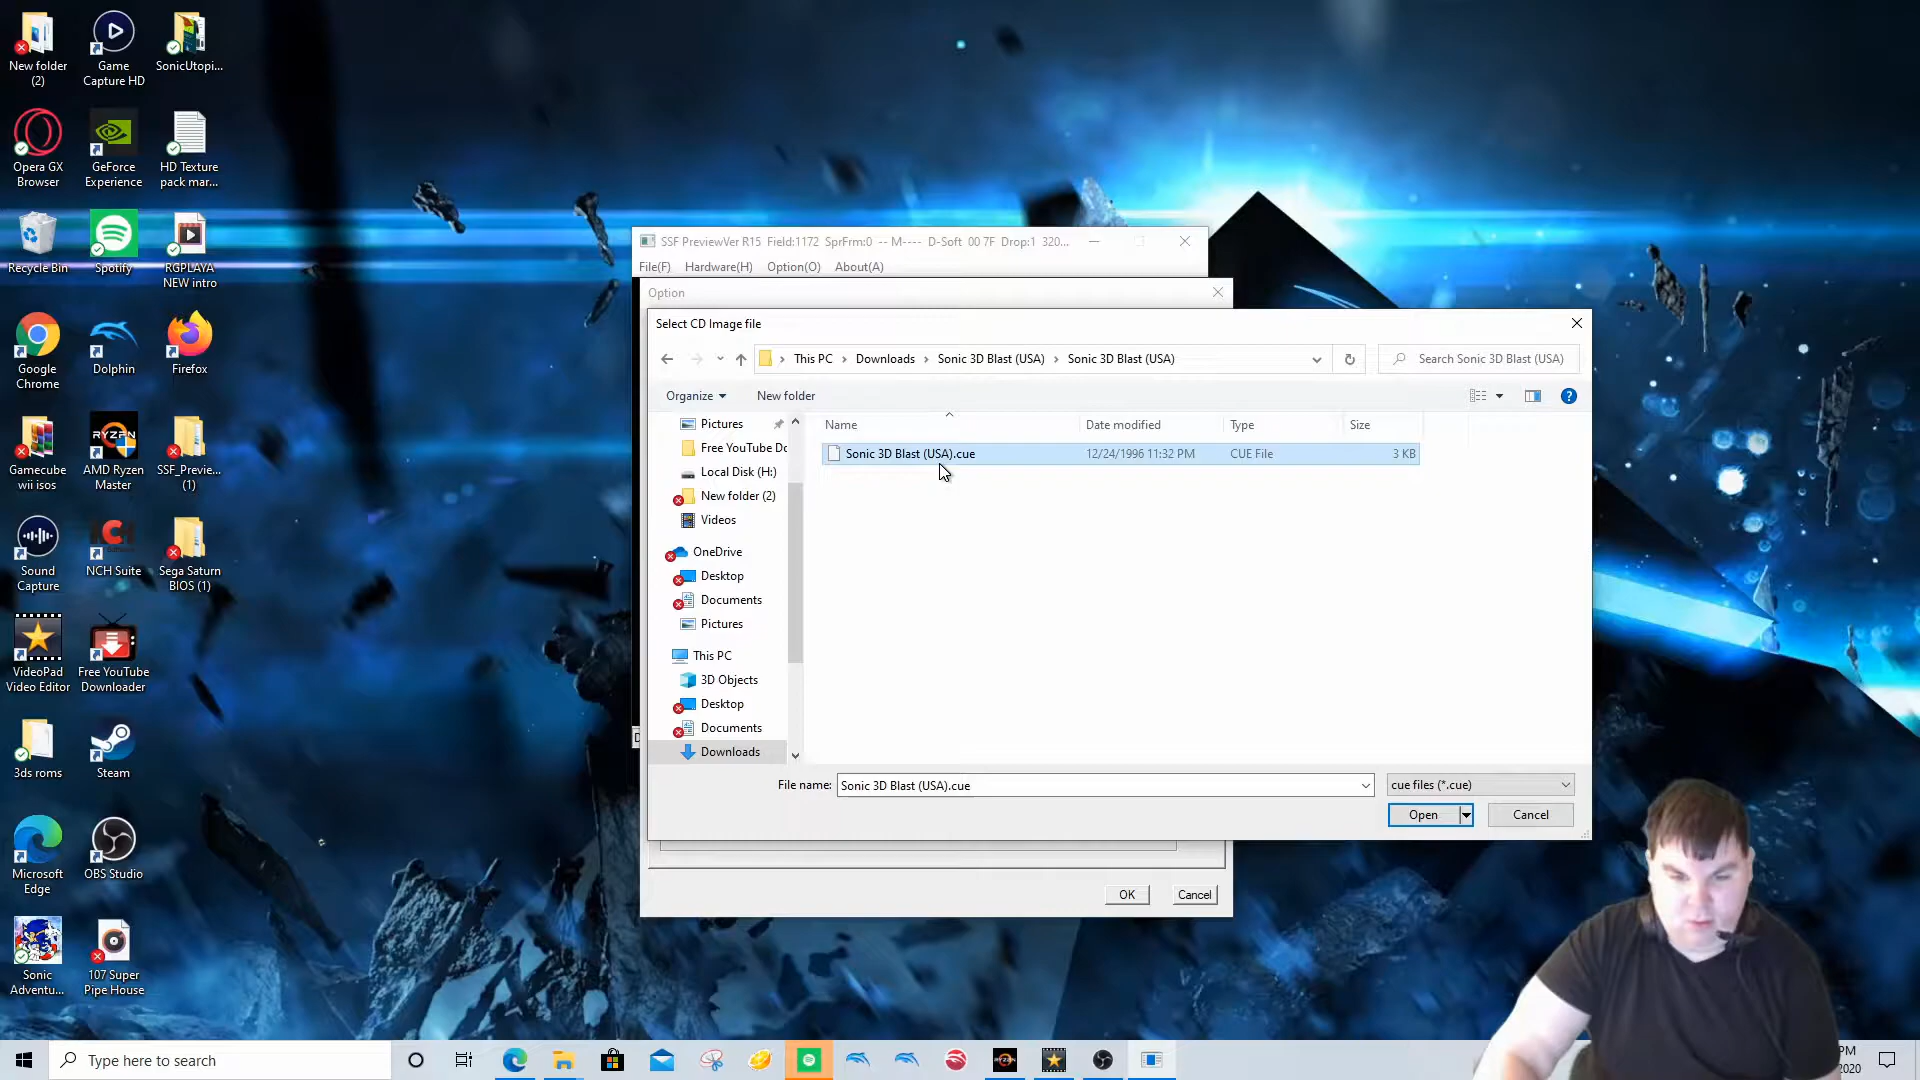 New folder
(2)
Game
Capture HD
SonicUtopi...
Opera GX
Browser
GeForce
Experience
HD Texture
pack mar...
Recycle Bin
Spotify
RGPLAYA
NEW intro
Google
Chrome
Dolphin
Firefox
Gamecube
wii isos
RYZEN
AMD Ryzen
Master
SSF_Previe...
(1)
Sound
Capture
NCH Suite
Sega Saturn
BIOS (1)
VideoPad
Video Editor
Free YouTube
Downloader
3ds roms
Steam
Microsoft
Edge
OBS Studio
Sonic
Adventu...
107 Super
Pipe House
SSF PreviewVer R15 Field:1172 SprFrm:0 -- M---- D-Soft 00 7F Drop:1 320...
File(F) Hardware(H) Option(O) About(A)
Option
Select CD Image file
This PC > Downloads > Sonic 3D Blast (USA) > Sonic 3D Blast (USA)
Search Sonic 3D Blast (USA)
Organize
New folder
Name Date modified Type Size
Sonic 3D Blast (USA).cue 12/24/1996 11:32 PM CUE File 3 KB
Pictures
Free YouTube Dc
Local Disk (H:)
New folder (2)
Videos
OneDrive
Desktop
Documents
Pictures
This PC
3D Objects
Desktop
Documents
Downloads
File name: Sonic 3D Blast (USA).cue
cue files (*.cue)
Open
Cancel
OK
Cancel
Type here to search
PM
2020